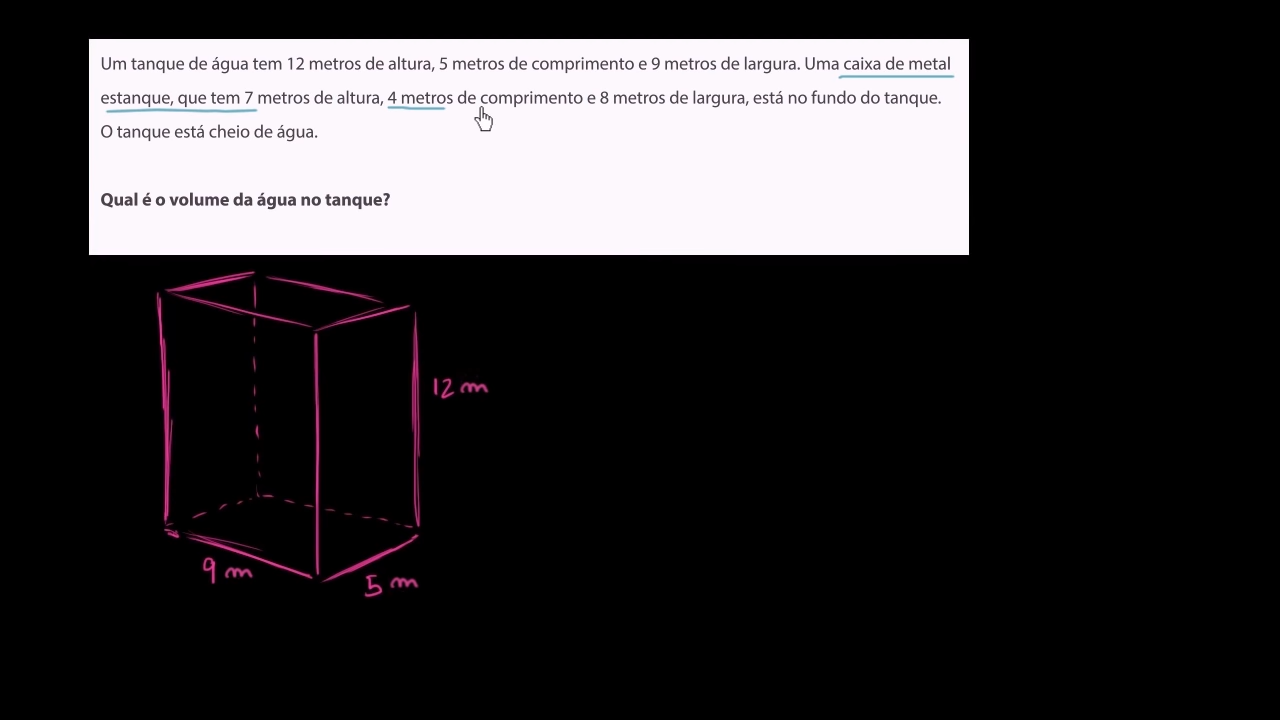 Um tanque de água tem 12 metros de altura, 5 metros de comprimento e 9 metros de largura. Uma caixa de metal
estanque, que tem 7 metros de altura, 4 metros de comprimento e 8 metros de largura, está no fundo do tanque.
O tanque está cheio de água.
Qual é o volume da água no tanque?
12 m
9 m
5 m